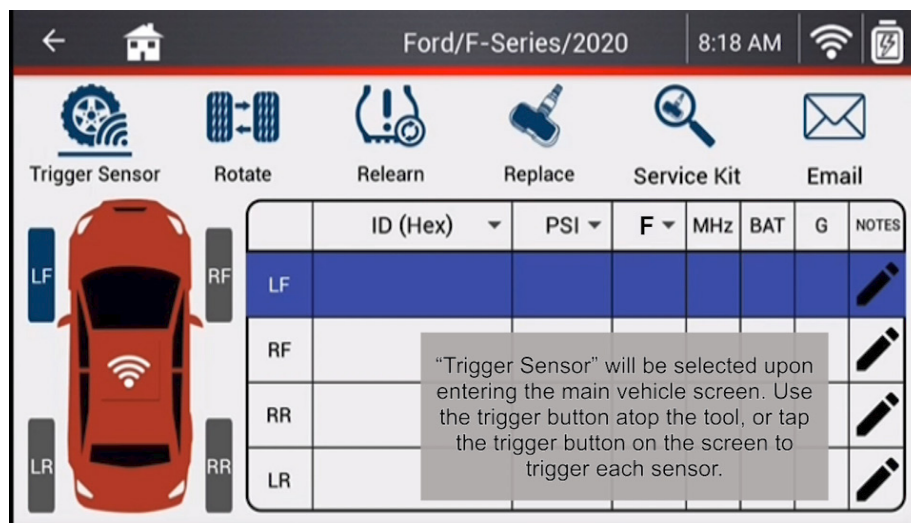 Ford/F-Series/2020 8:18 AM
Trigger Sensor Rotate Relearn Replace Service Kit Email
ID (Hex) PSI F MHz BAT G NOTES
LF RF LF
RF
RR
LR RR LR
“Trigger Sensor” will be selected upon
entering the main vehicle screen. Use
the trigger button atop the tool, or tap
the trigger button on the screen to
trigger each sensor.